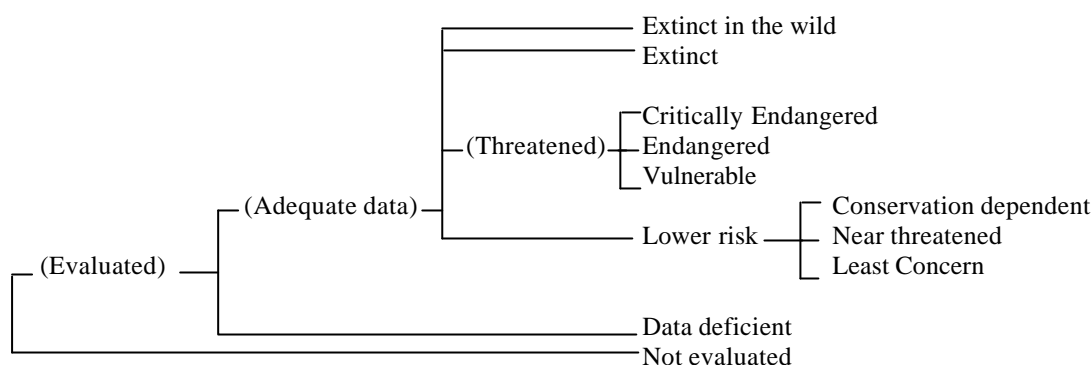 Extinct in the wild
Extinct
Critically Endangered
(Threatened)
Endangered
Vulnerable
(Adequate data)
Conservation dependent
Lower risk
Near threatened
(Evaluated)
Least Concern
Data deficient
Not evaluated